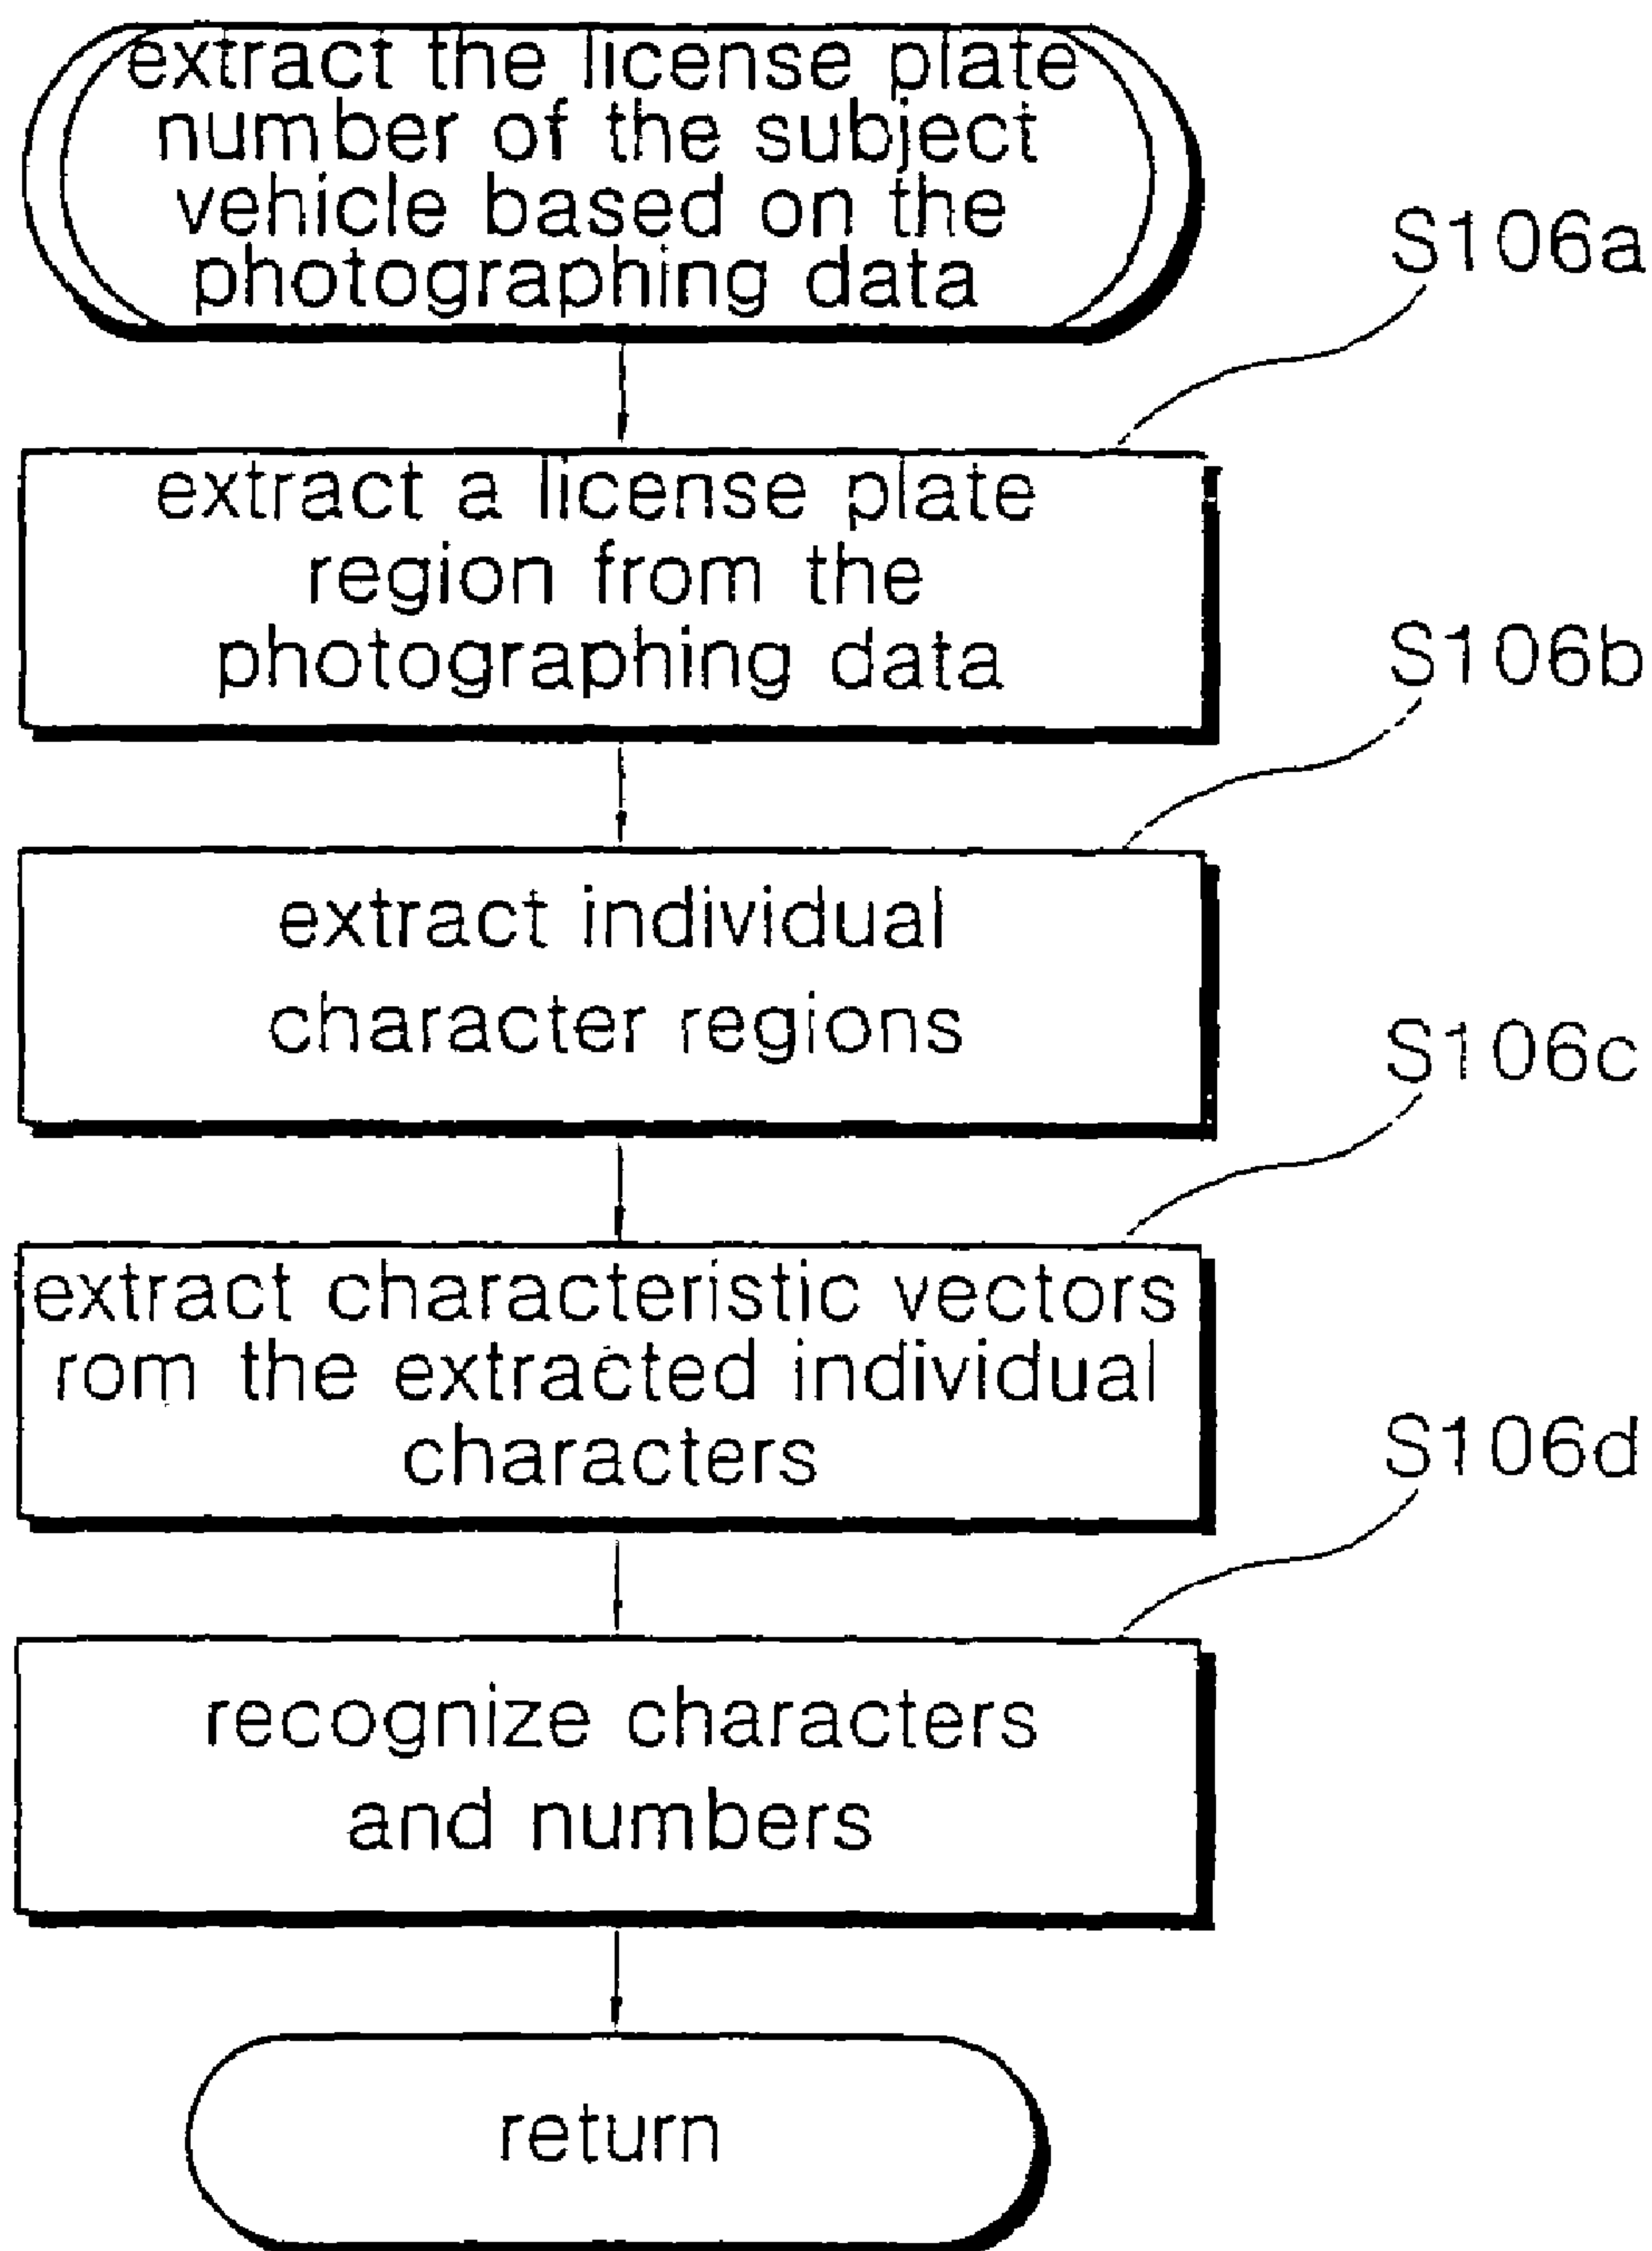 extract the license plate
number of the subject
vehicle based on the
photographing data
S106a
extract a license plate
region from the
photographing data
S106b
extract individual
character regions
S106c
extract characteristic vectors
rom the extracted individual
characters
S106d
recognize characters
and numbers
return